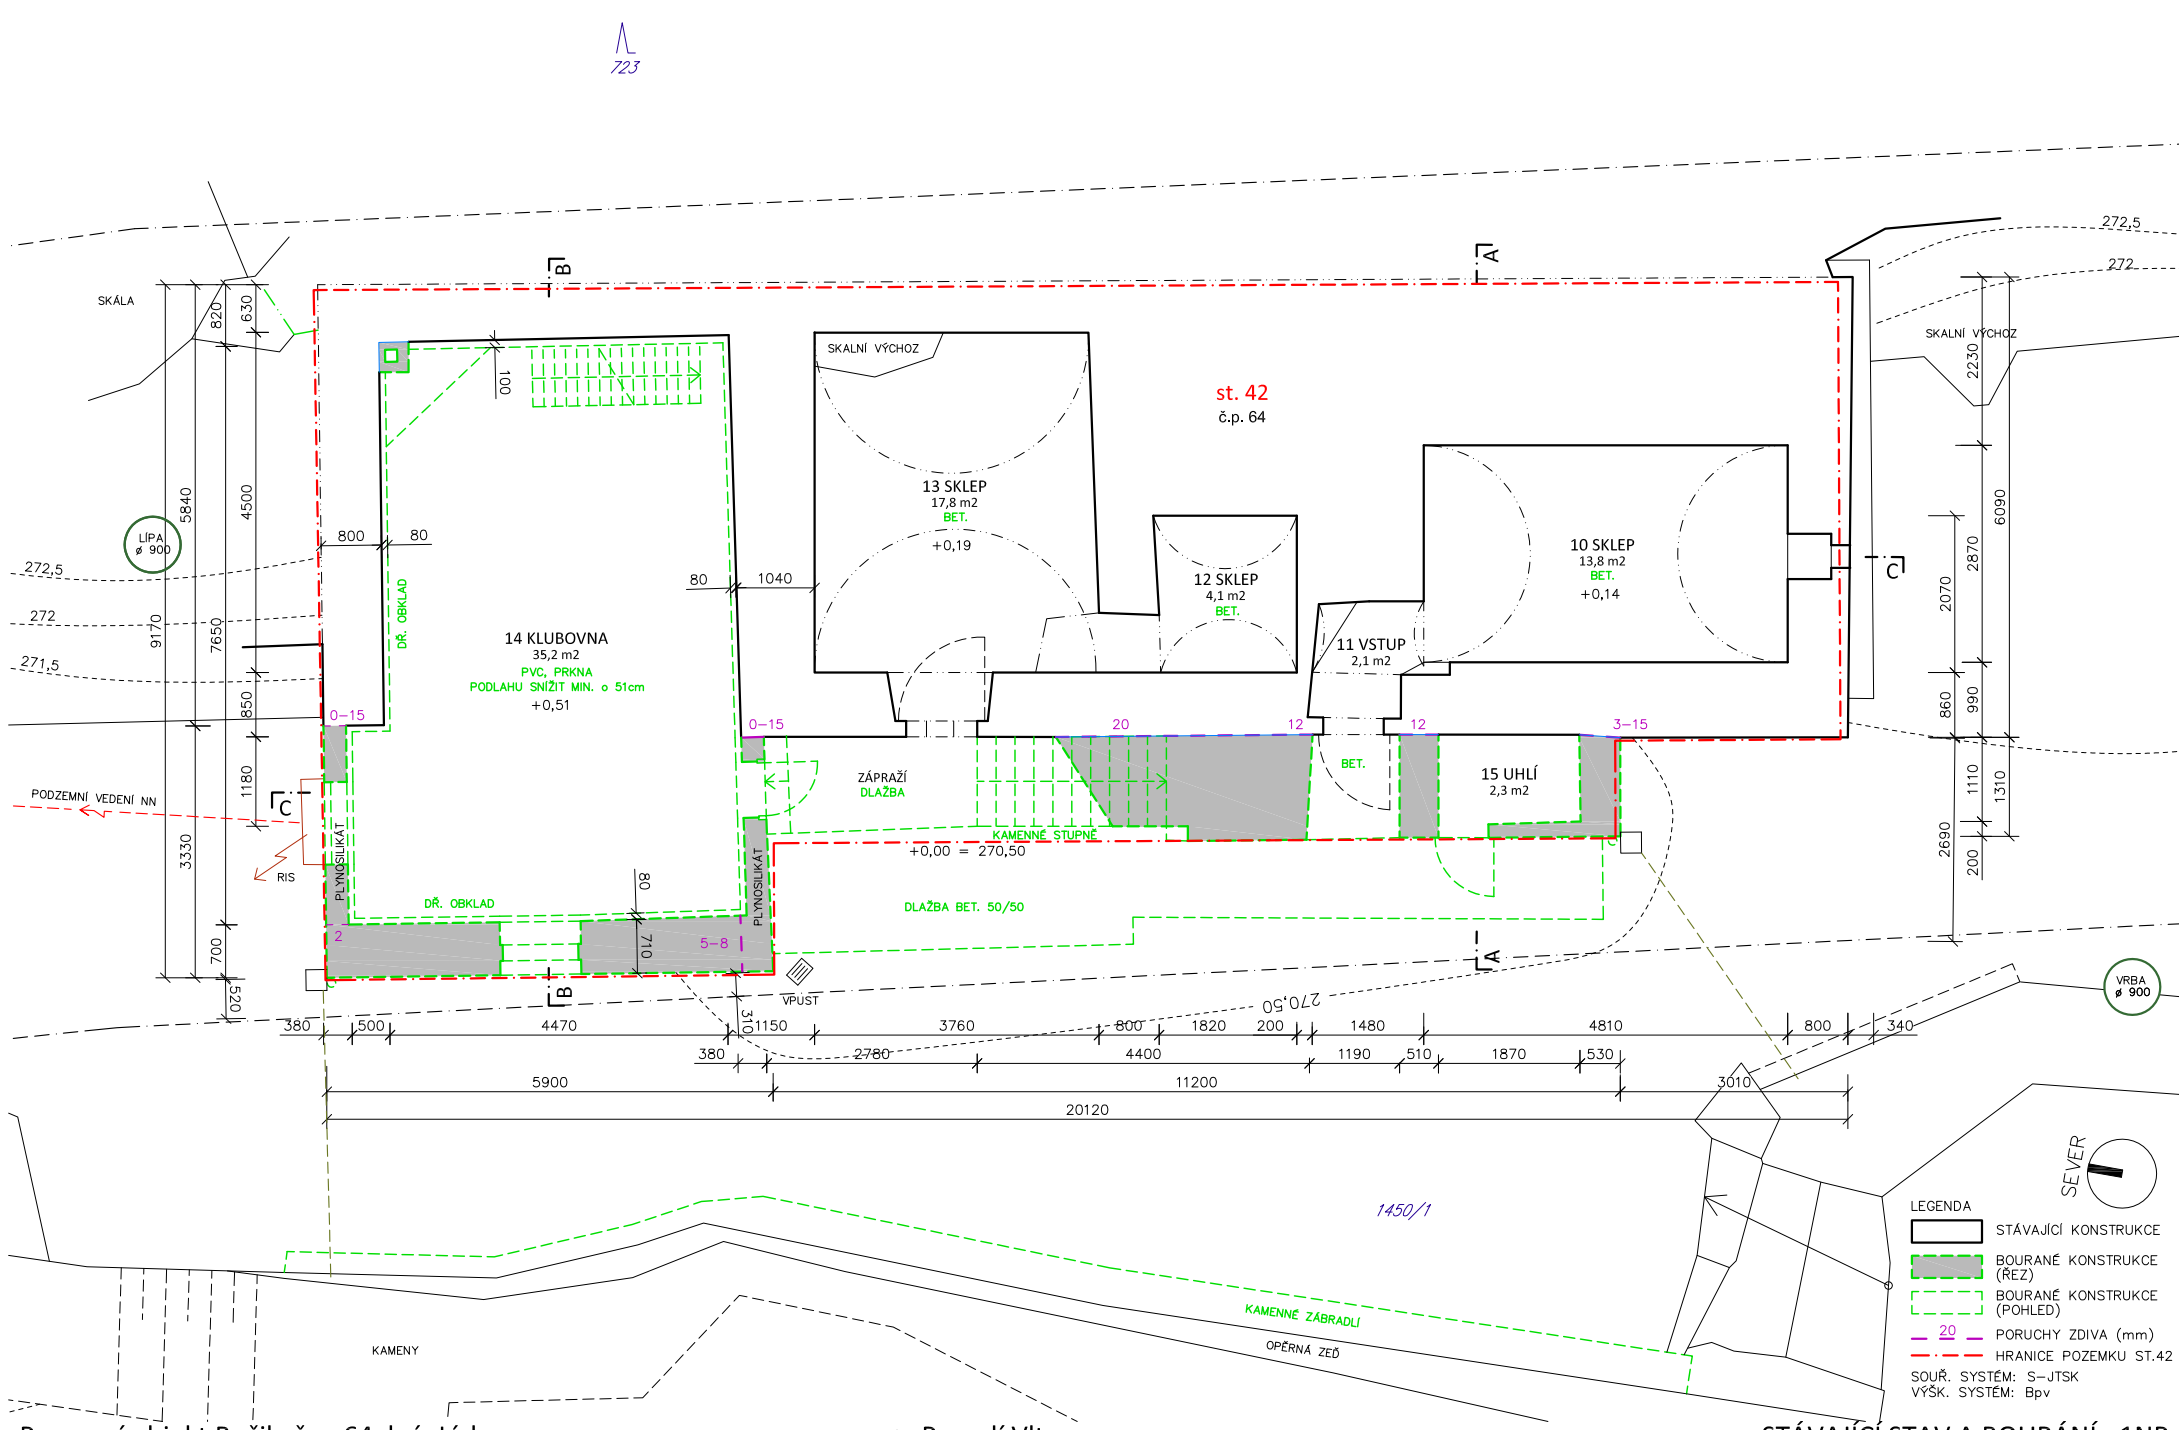 723
272,5
272
SKÁLA
SKALNÍ VÝCHOZ
B
A
820
630
100
SKALNÍ VÝCHOZ
st. 42
č.p. 64
2230
6090
5840
4500
800
80
LÍPA
ø 900
13 SKLEP
17,8 m2
BET.
+0,19
10 SKLEP
13,8 m2
BET.
+0,14
C
2870
2070
272,5
272
271,5
9170
7650
DŘ. OBKLAD
80
1040
12 SKLEP
4,1 m2
BET.
14 KLUBOVNA
35,2 m2
PVC, PRKNA
PODLAHU SNÍŽIT MIN. o 51cm
+0,51
11 VSTUP
2,1 m2
850
860
990
0-15
0-15
20
12
12
3-15
1180
ZÁPRAŽÍ
DLAŽBA
BET.
15 UHLÍ
2,3 m2
1110
1310
PODZEMNÍ VEDENÍ NN
C
KAMENNÉ STUPNĚ
+0,00 = 270,50
3330
PLYNOSILIKÁT
PLYNOSILIKÁT
RIS
2690
200
80
DŘ. OBKLAD
DLAŽBA BET. 50/50
2
5-8
710
700
520
B
A
VPUST
VRBA
ø 900
270,50
310
380
500
4470
1150
3760
800
1820
200
1480
4810
800
340
380
2780
4400
1190
510
1870
530
5900
11200
3010
20120
SEVER
1450/1
LEGENDA
STÁVAJÍCÍ KONSTRUKCE
BOURANÉ KONSTRUKCE
(ŘEZ)
BOURANÉ KONSTRUKCE
(POHLED)
20
PORUCHY ZDIVA (mm)
HRANICE POZEMKU ST.42
SOUŘ. SYSTÉM: S-JTSK
VÝŠK. SYSTÉM: Bpv
KAMENNÉ ZÁBRADLÍ
OPĚRNÁ ZEĎ
KAMENY
STÁVAJÍCÍ STAV A BOURÁNÍ - 1NP